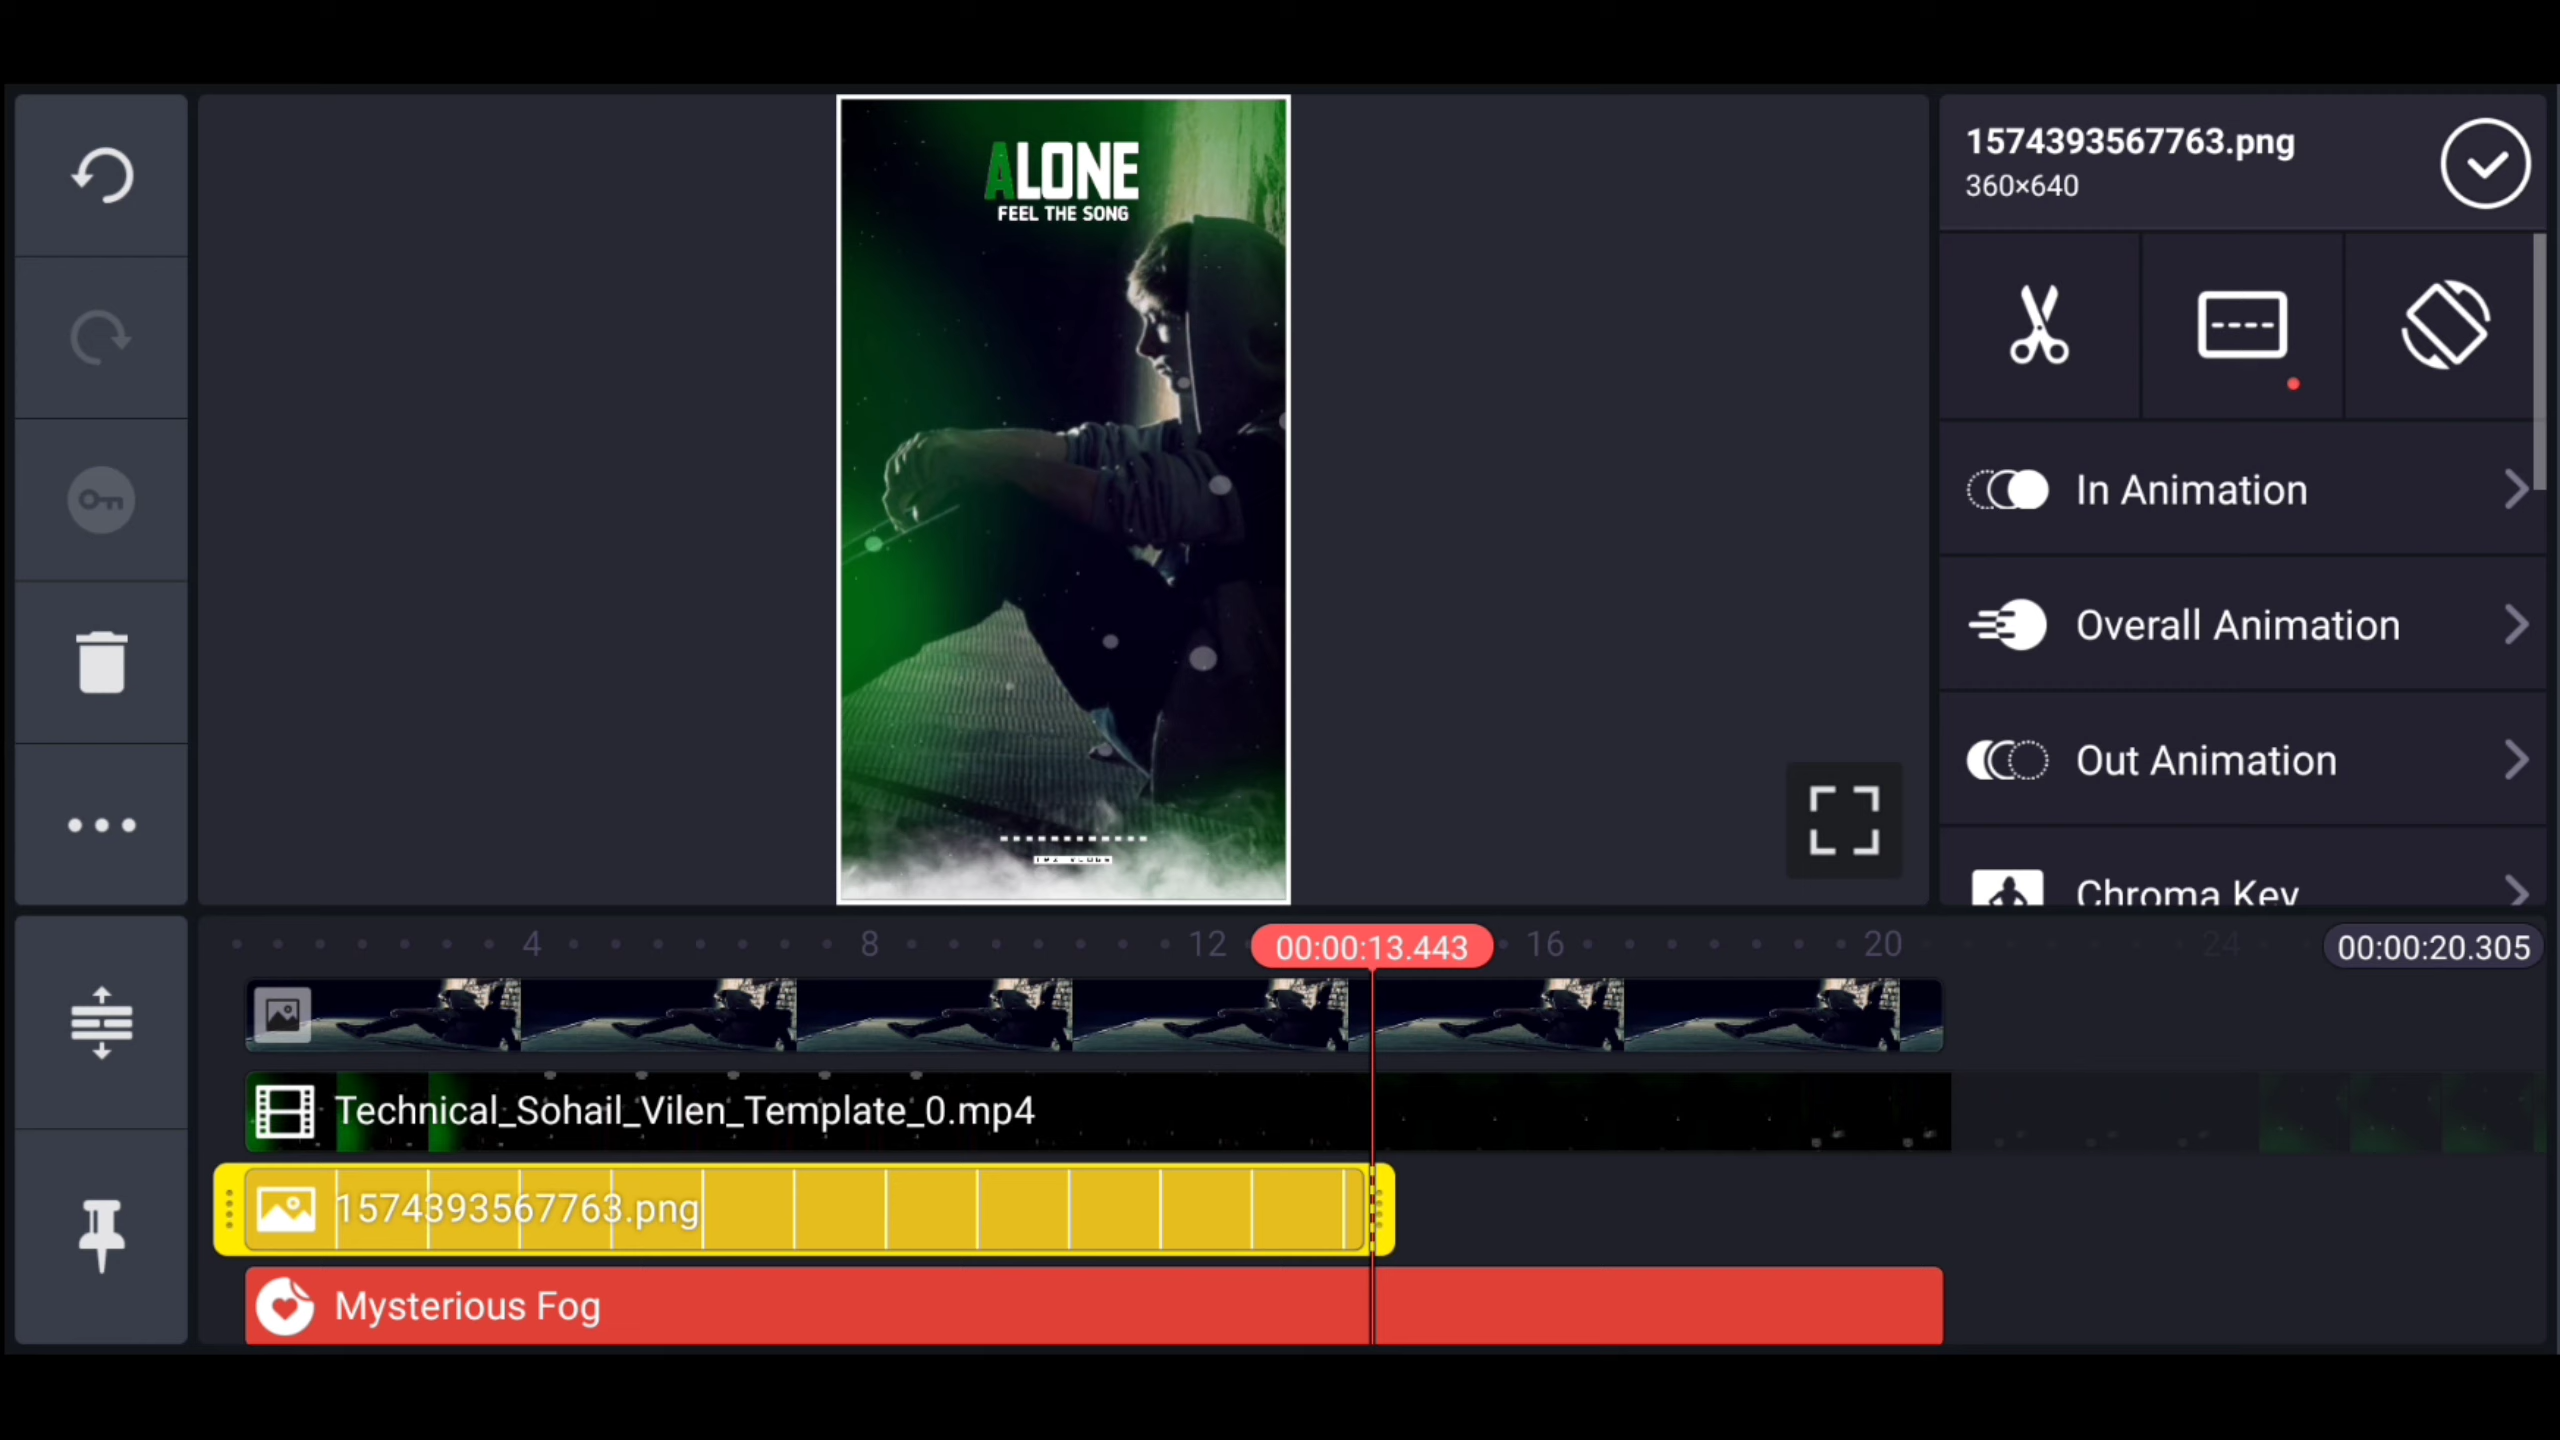 1574393567763.png
360×640
ALONE
FEEL THE SONG
In Animation
Overall Animation
Out Animation
Chroma Key
4
8
12
00:00:13.443
16
20
24
00:00:20.305
Technical_Sohail_Vilen_Template_0.mp4
1574393567763.png
Mysterious Fog